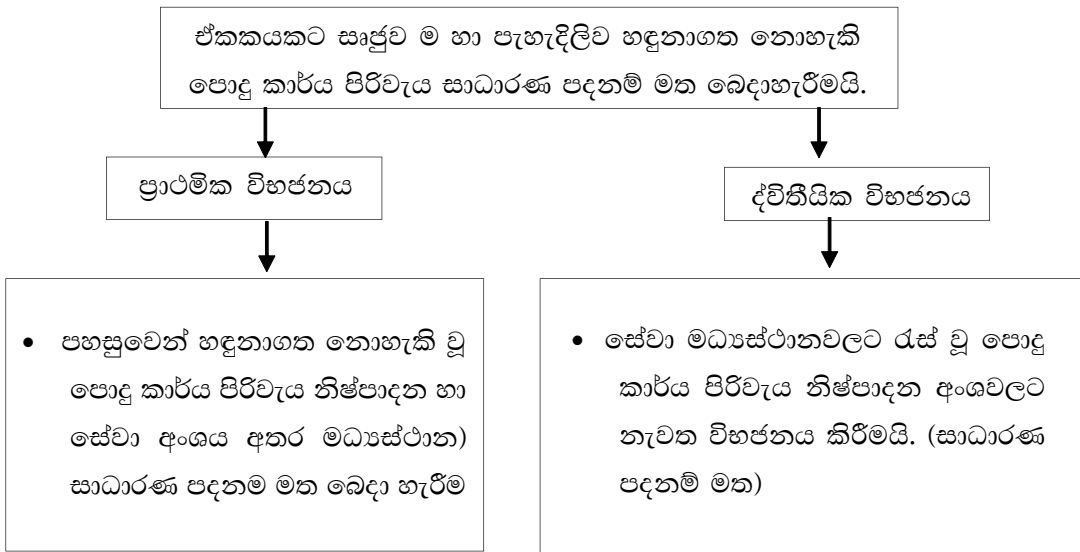 ඒකකයකට සෘජුව ම හා පැහැදිලිව හඳුනාගත නොහැකි
පොදු කාර්ය පිරිවැය සාධාරණ පදනම් මත බෙදාහැරීමයි.
ප්‍රාථමික විභජනය
ද්විතීයික විභජනය
• පහසුවෙන් හඳුනාගත නොහැකි වූ
පොදු කාර්ය පිරිවැය නිෂ්පාදන හා
සේවා අංශය අතර මධ්‍යස්ථාන)
සාධාරණ පදනම මත බෙදා හැරීම
• සේවා මධ්‍යස්ථානවලට රැස් වූ පොදු
කාර්ය පිරිවැය නිෂ්පාදන අංශවලට
නැවත විභජනය කිරීමයි. (සාධාරණ
පදනම් මත)